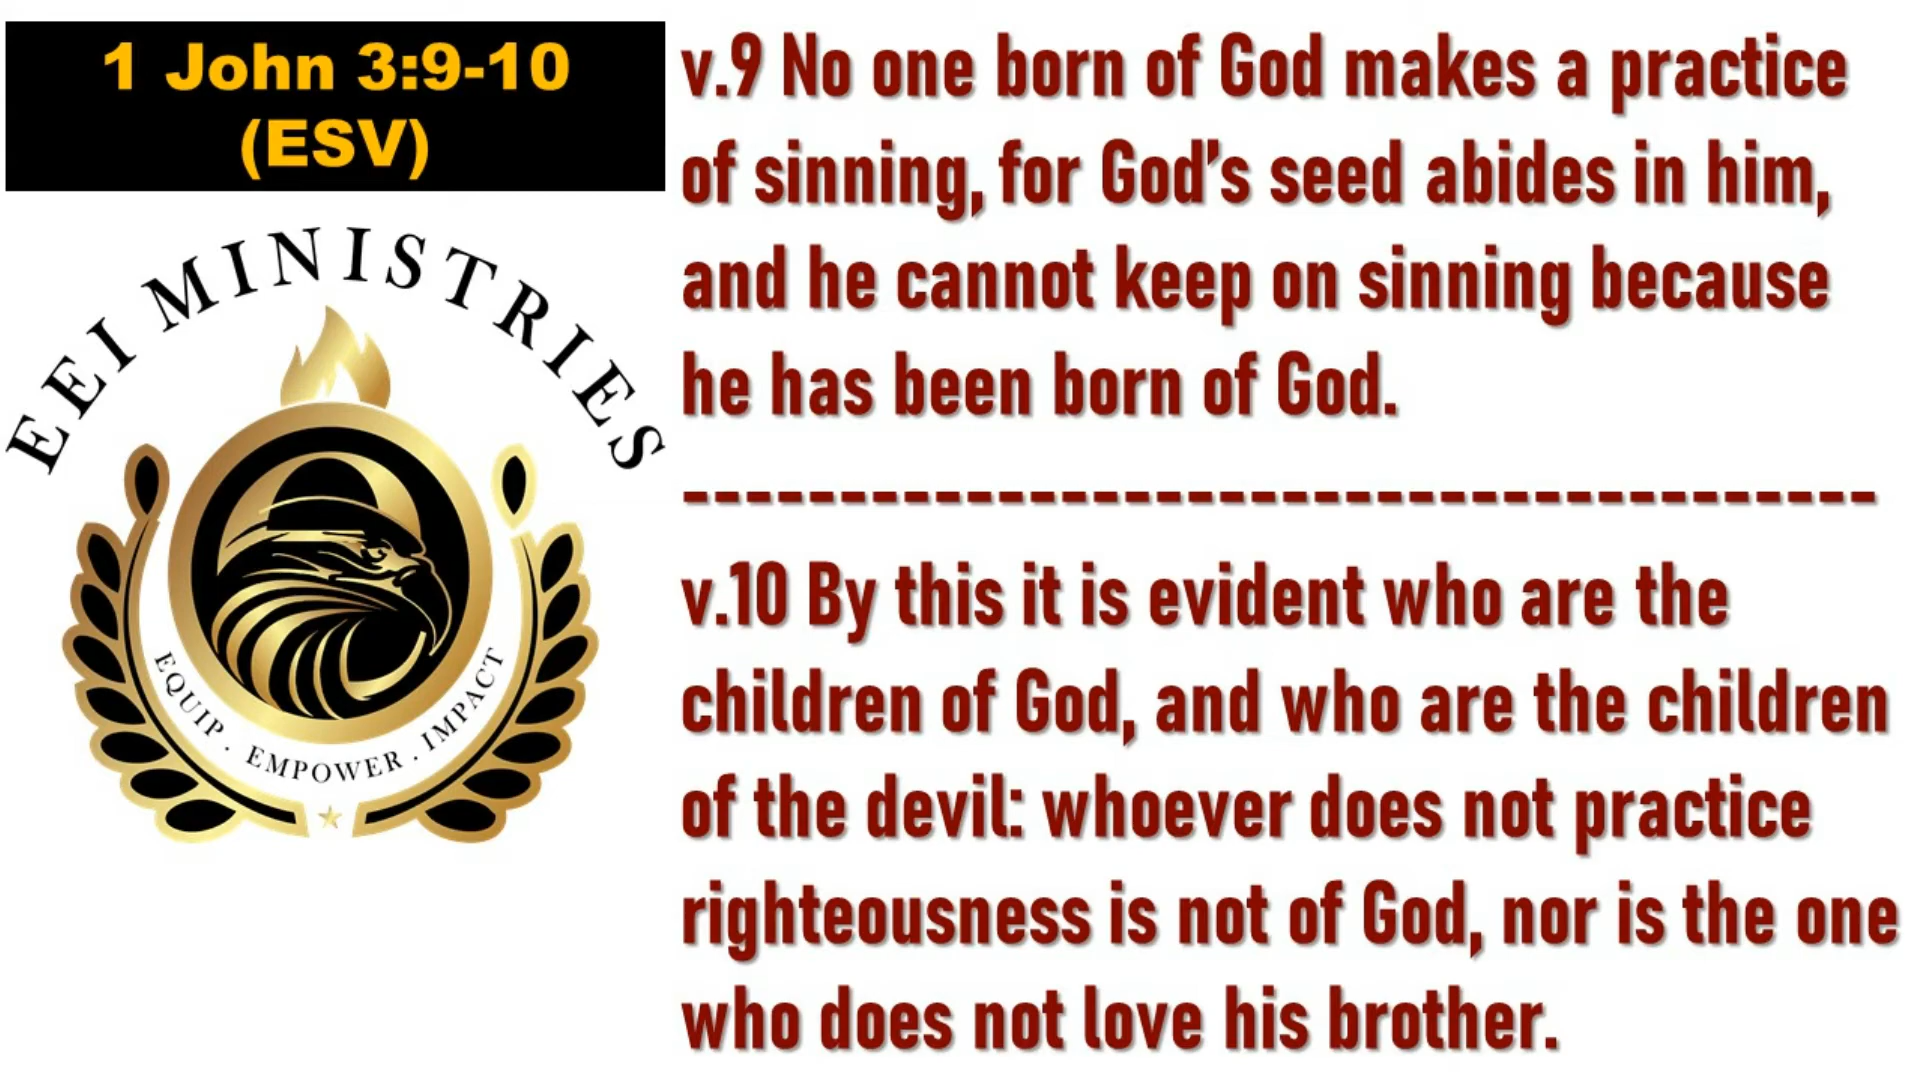 1 John 3:9-10
(ESV)
EEI MINISTRIES
EQUIP . EMPOWER . IMPACT
v.9 No one born of God makes a practice
of sinning, for God’s seed abides in him,
and he cannot keep on sinning because
he has been born of God.
--------------------------------------
v.10 By this it is evident who are the
children of God, and who are the children
of the devil: whoever does not practice
righteousness is not of God, nor is the one
who does not love his brother.